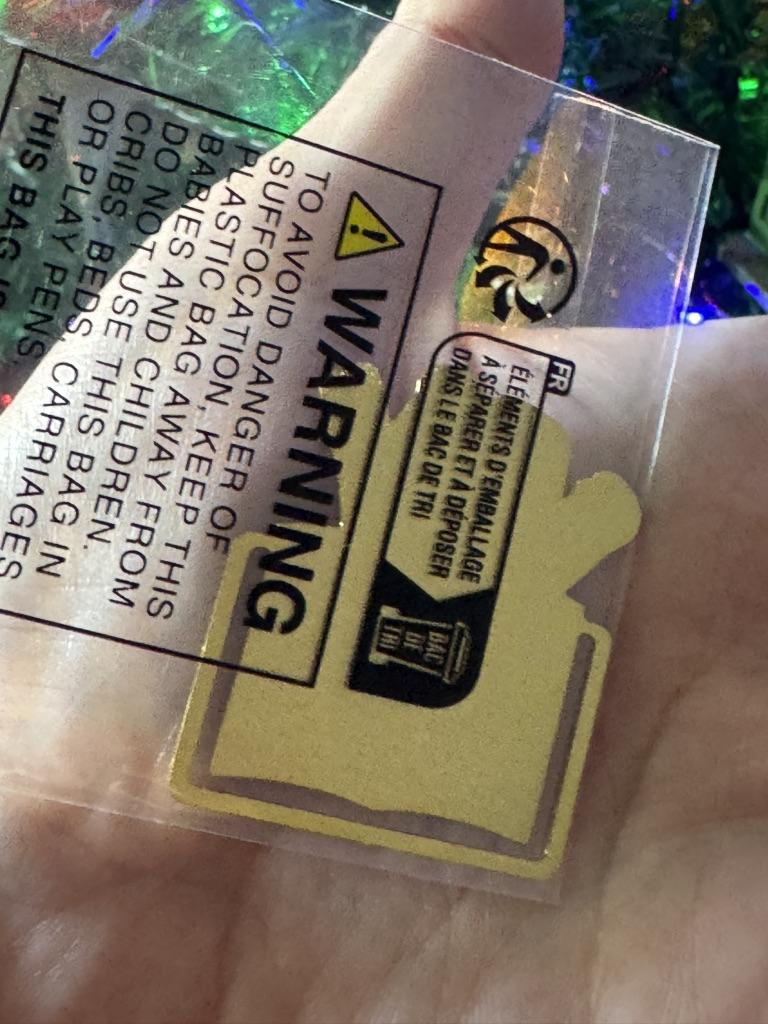 WARNING
TO AVOID DANGER OF
SUFFOCATION, KEEP THIS
PLASTIC BAG AWAY FROM
BABIES AND CHILDREN.
DO NOT USE THIS BAG IN
CRIBS, BEDS, CARRIAGES
OR PLAY PENS
THIS BAG IS
FR
ÉLÉMENTS D'EMBALLAGE
À SÉPARER ET À DÉPOSER
DANS LE BAC DE TRI
BAC
DE
TRI